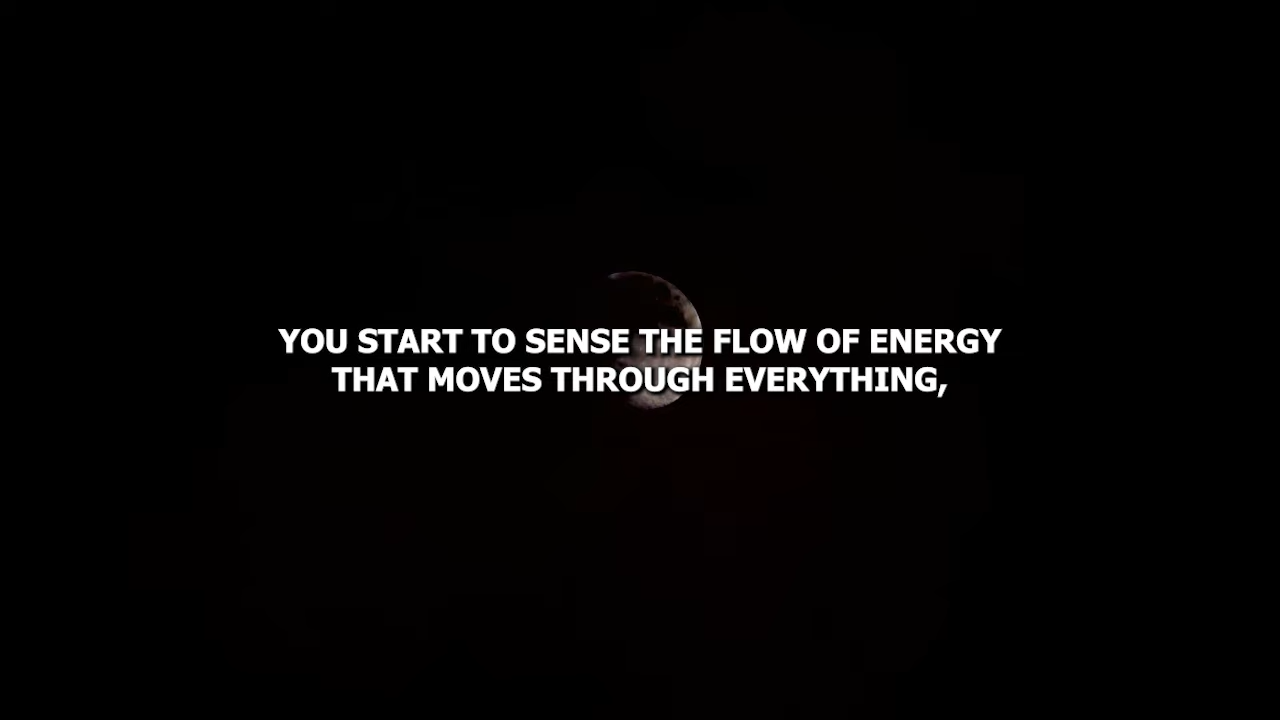 YOU START TO SENSE THE FLOW OF ENERGY
THAT MOVES THROUGH EVERYTHING,